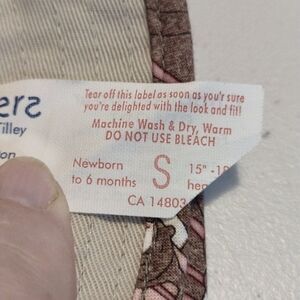 Tear off this label as soon as you'r sure
you're delighted with the look and fit!
Machine Wash & Dry, Warm
DO NOT USE BLEACH
ers
Tilley
Newborn
to 6 months
S
15" -
CA 14803